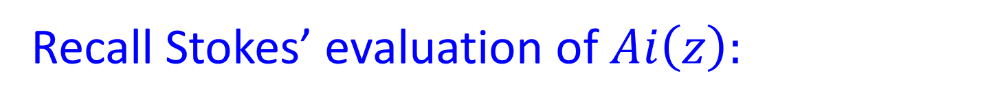 Recall Stokes’ evaluation of 𝐴𝑖(𝑧):